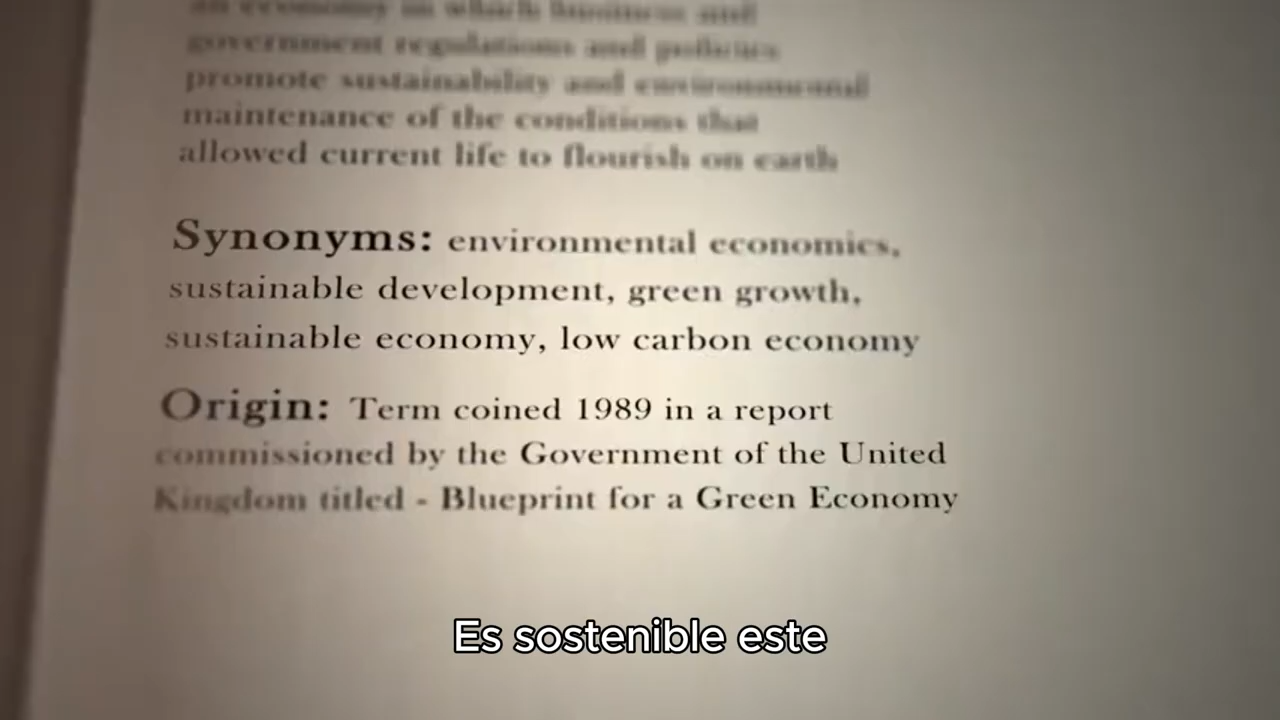 an economy in which business and
government regulations and policies
promote sustainability and environmental
maintenance of the conditions that
allowed current life to flourish on earth
Synonyms: environmental economics,
sustainable development, green growth,
sustainable economy, low carbon economy
Origin: Term coined 1989 in a report
commissioned by the Government of the United
Kingdom titled - Blueprint for a Green Economy
Es sostenible este